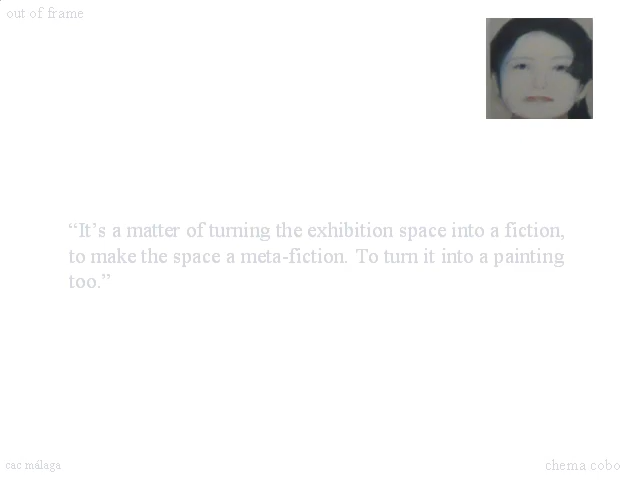 out of frame
“It’s a matter of turning the exhibition space into a fiction,
to make the space a meta-fiction. To turn it into a painting
too.”
cac málaga
chema cobo